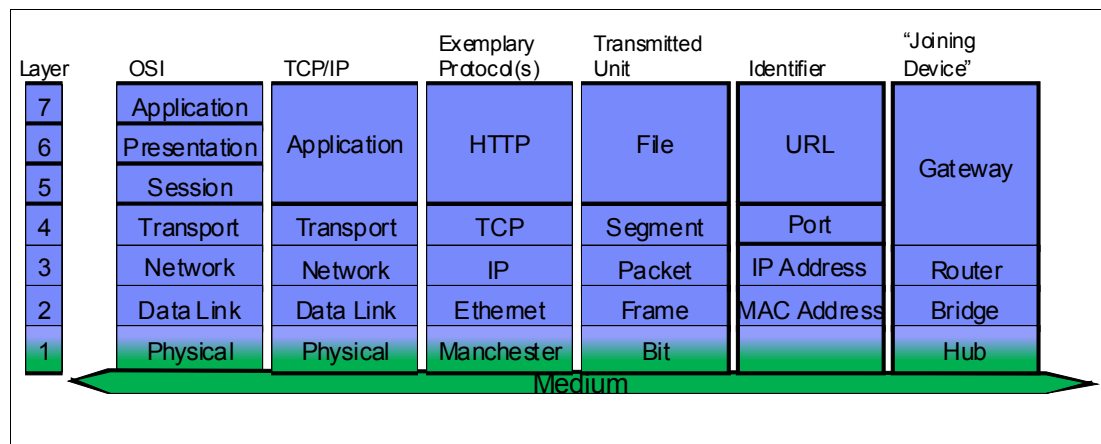 Exemplary Transmitted "Joining
Layer OSI TCP/IP Protocol(s) Unit Identifier Device”
7 Application
6 Presentation Application HTTP File URL
5 Session Gateway
4 Transport Transport TCP Segment Port
3 Network Network IP Packet IP Address Router
2 Data Link Data Link Ethernet Frame MAC Address Bridge
1 Physical Physical Manchester Bit Hub
Medium